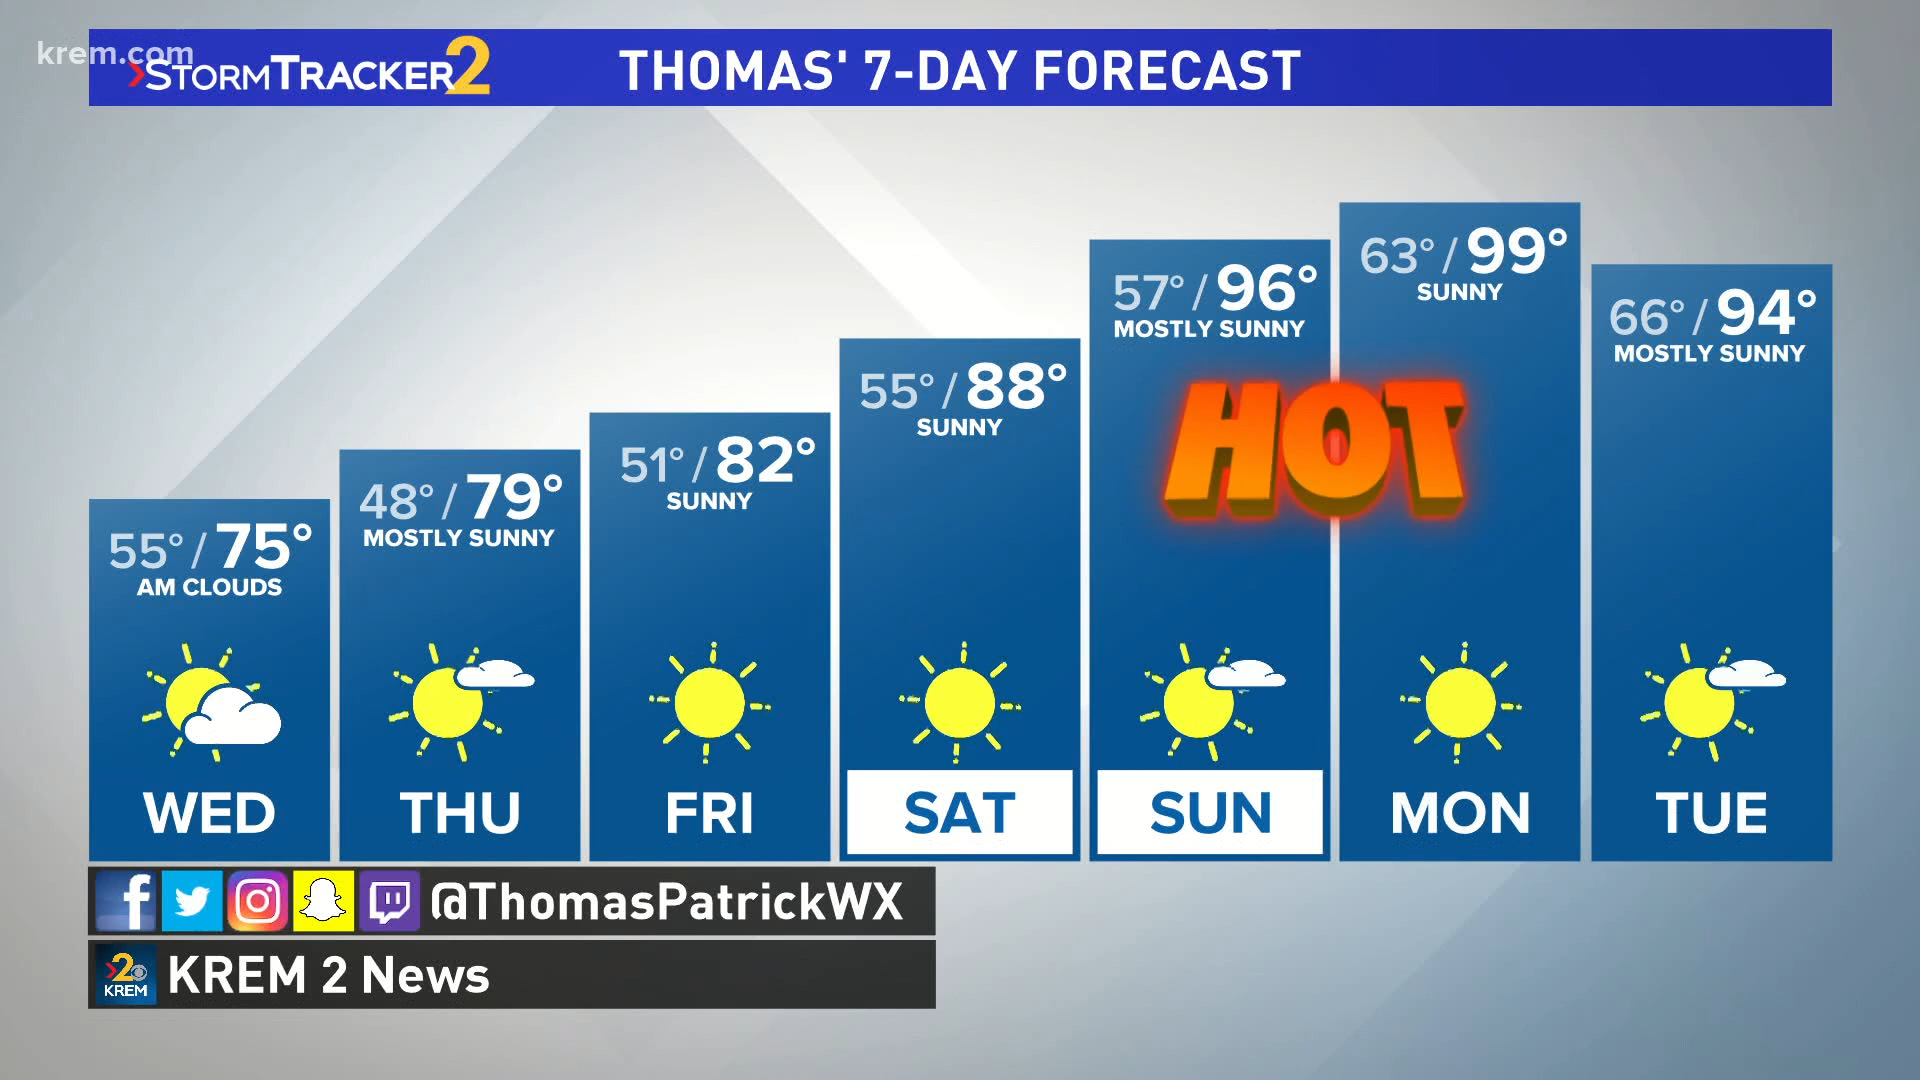 krem.com
STORMTRACKER2
THOMAS' 7-DAY FORECAST
55°/75°
AM CLOUDS
WED
48°/79°
MOSTLY SUNNY
THU
51°/82°
SUNNY
FRI
55°/88°
SUNNY
SAT
57°/96°
MOSTLY SUNNY
SUN
63°/99°
SUNNY
MON
66°/94°
MOSTLY SUNNY
TUE
HOT
f @ThomasPatrickWX
2 KREM
KREM 2 News